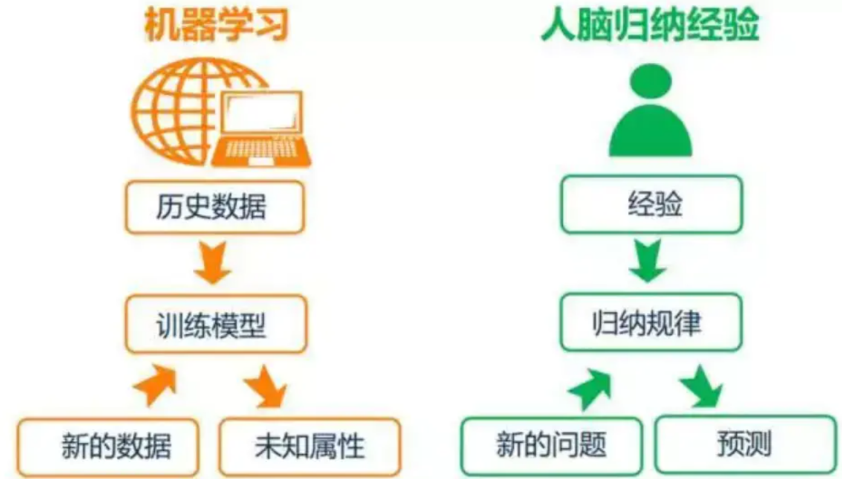 机器学习
人脑归纳经验
历史数据
经验
训练模型
归纳规律
新的数据
未知属性
新的问题
预测